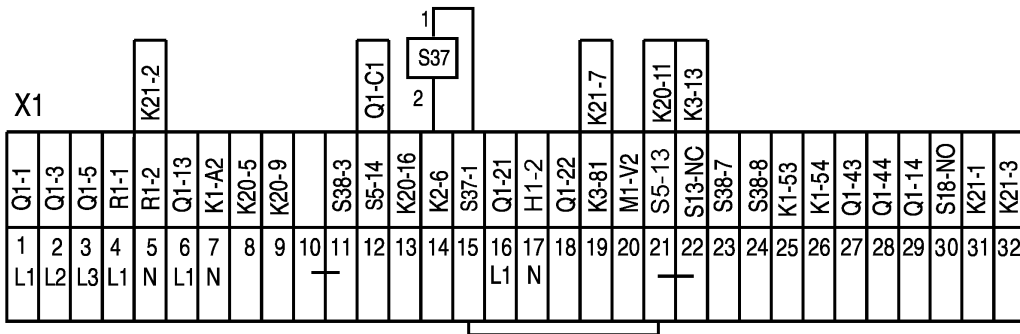 1
S37
2
X1
K21-2
Q1-C1
K21-7
K20-11
K3-13
Q1-1
Q1-3
Q1-5
R1-1
R1-2
Q1-13
K1-A2
K20-5
K20-9
S38-3
S5-14
K20-16
K2-6
S37-1
Q1-21
H1-2
Q1-22
K3-81
M1-V2
S5-13
S13-NC
S38-7
S38-8
K1-53
K1-54
Q1-43
Q1-44
Q1-14
S18-NO
K21-1
K21-3
1 2 3 4 5 6 7 8 9 10 11 12 13 14 15 16 17 18 19 20 21 22 23 24 25 26 27 28 29 30 31 32
L1 L2 L3 L1 N L1 N L1 N